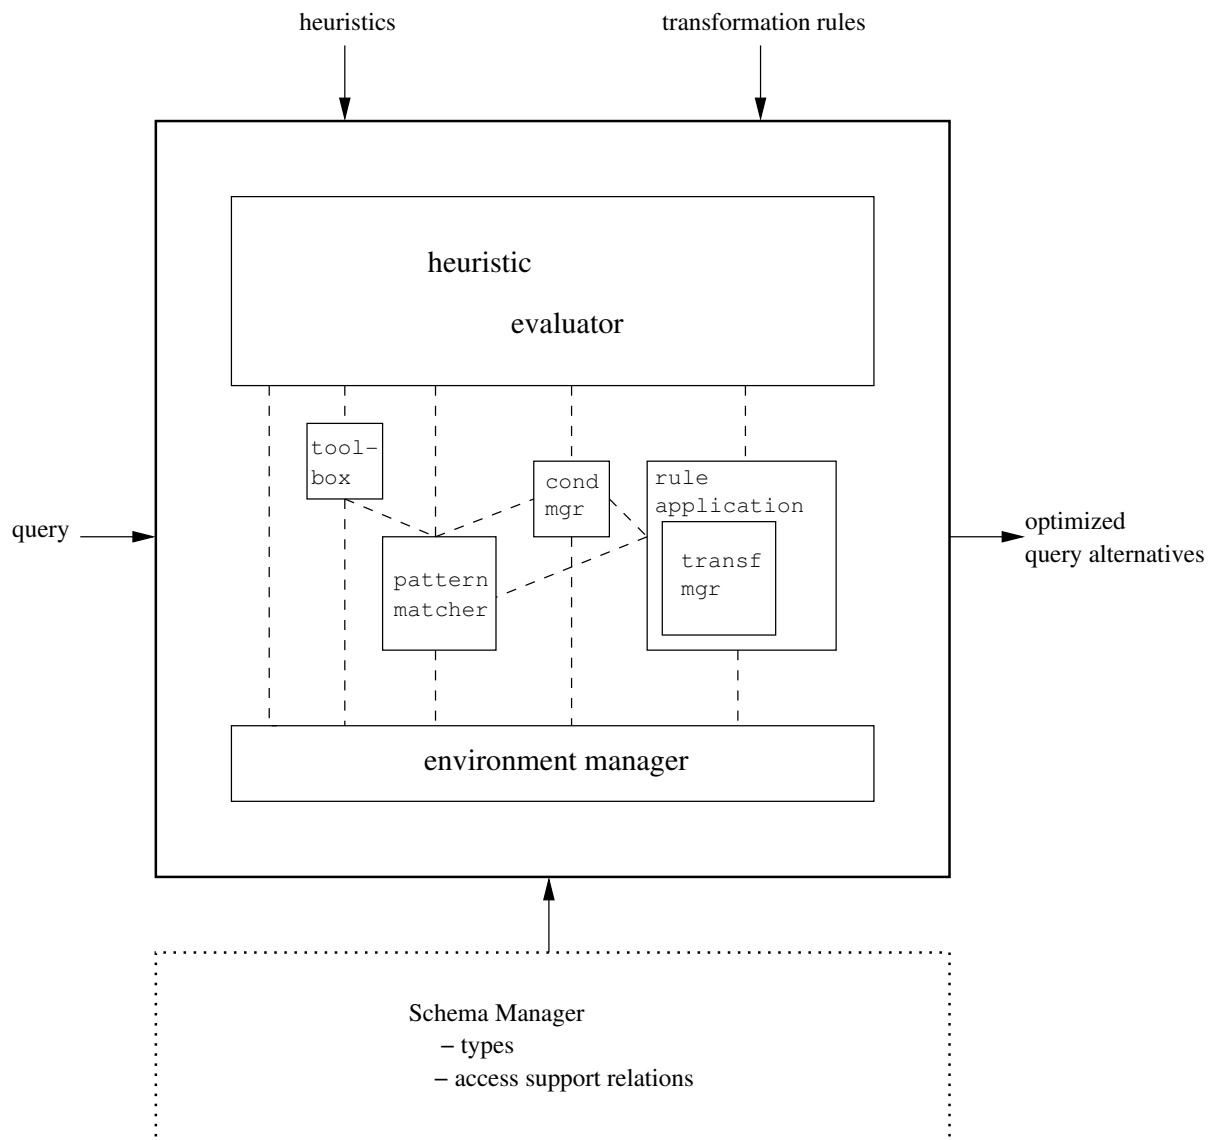 heuristics
transformation rules
heuristic
evaluator
tool-
box
cond
mgr
rule
application
query
optimized
query alternatives
pattern
matcher
transf
mgr
environment manager
Schema Manager
– types
– access support relations